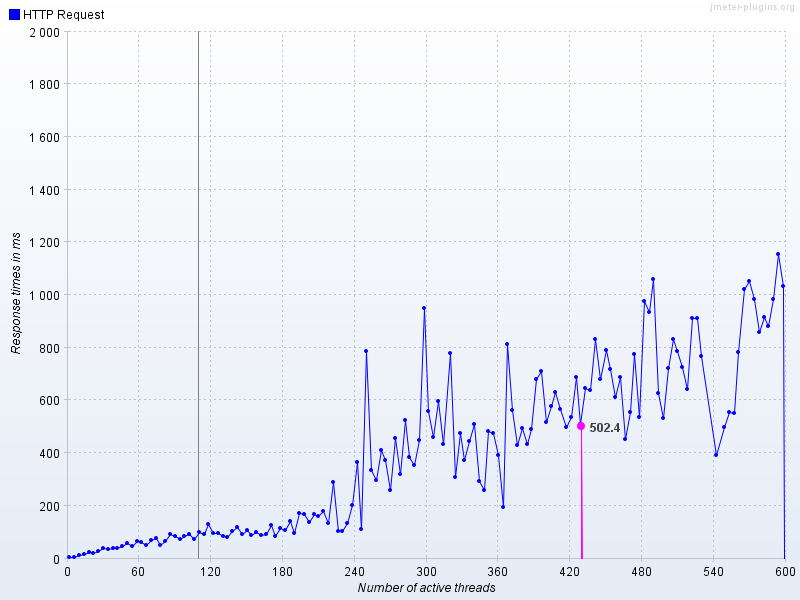 jmeter-plugins.org
HTTP Request
2 000
1 800
1 600
1 400
1 200
1 000
800
600
400
200
0
Response times in ms
502.4
0 60 120 180 240 300 360 420 480 540 600
Number of active threads